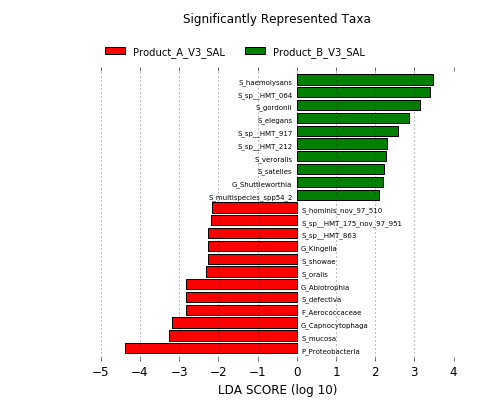 Significantly Represented Taxa
Product_A_V3_SAL Product_B_V3_SAL
S_haemolysans
S_sp__HMT_064
S_gordonii
S_elegans
S_sp__HMT_917
S_sp__HMT_212
S_veroralis
S_satelles
G_Shuttleworthia
S_multispecies_spp54_2
S_hominis_nov_97_510
S_sp__HMT_175_nov_97_951
S_sp__HMT_863
G_Kingella
S_showae
S_oralis
G_Abiotrophia
S_defectiva
F_Aerococcaceae
G_Capnocytophaga
S_mucosa
P_Proteobacteria
−5 −4 −3 −2 −1 0 1 2 3 4
LDA SCORE (log 10)